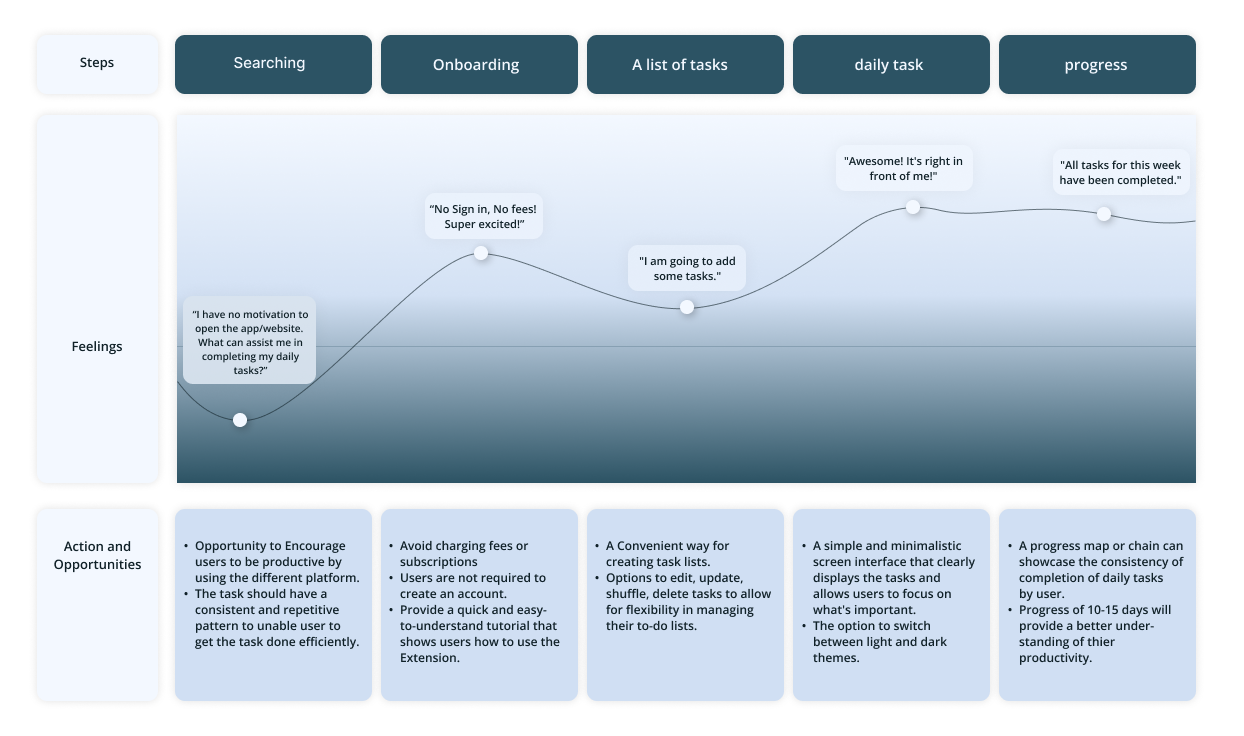 Steps
Searching
Onboarding
A list of tasks
daily task
progress
Feelings
“I have no motivation to
open the app/website.
What can assist me in
completing my daily
tasks?”
“No Sign in, No fees!
Super excited!”
"I am going to add
some tasks."
"Awesome! It's right in
front of me!"
"All tasks for this week
have been completed."
Action and
Opportunities
• Opportunity to Encourage
users to be productive by
using the different platform.
• The task should have a
consistent and repetitive
pattern to unable user to
get the task done efficiently.
• Avoid charging fees or
subscriptions
• Users are not required to
create an account.
• Provide a quick and easy-
to-understand tutorial that
shows users how to use the
Extension.
• A Convenient way for
creating task lists.
• Options to edit, update,
shuffle, delete tasks to allow
for flexibility in managing
their to-do lists.
• A simple and minimalistic
screen interface that clearly
displays the tasks and
allows users to focus on
what's important.
• The option to switch
between light and dark
themes.
• A progress map or chain can
showcase the consistency of
completion of daily tasks
by user.
• Progress of 10-15 days will
provide a better under-
standing of thier
productivity.